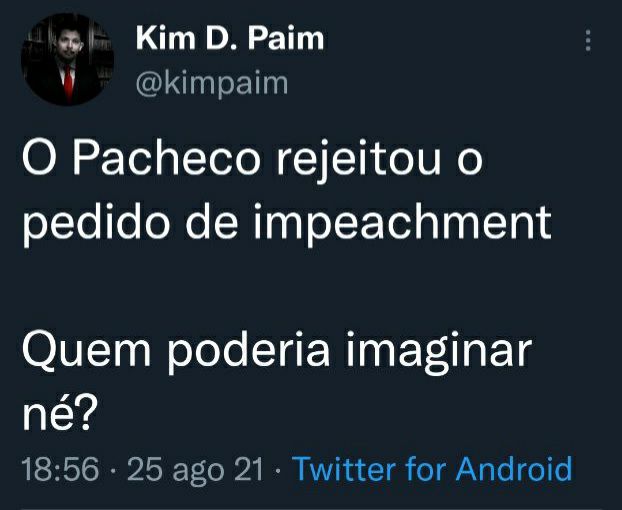 Kim D. Paim
@kimpaim
O Pacheco rejeitou o
pedido de impeachment
Quem poderia imaginar
né?
18:56 · 25 ago 21 · Twitter for Android